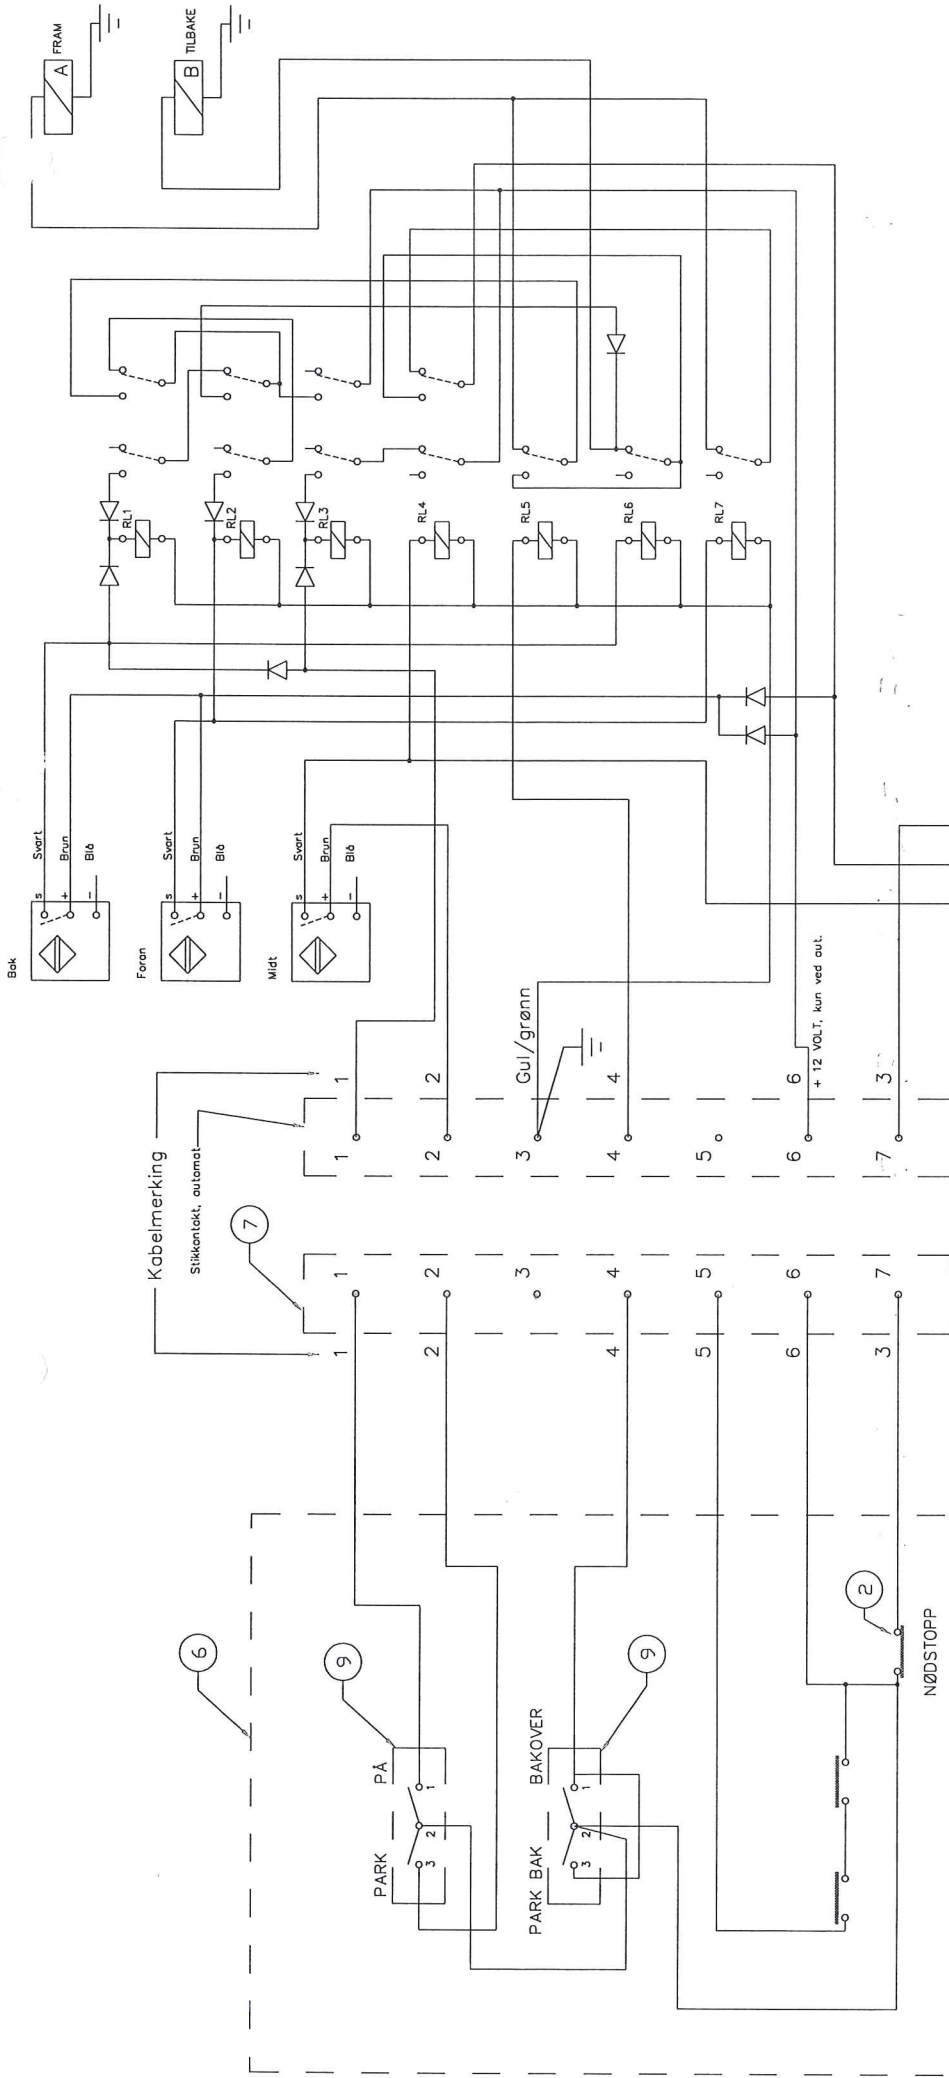 A FRAM
B TILBAKE
Bak
s Svart
+ Brun
- Blå
Foran
s Svart
+ Brun
- Blå
Midt
s Svart
+ Brun
- Blå
RL1
RL2
RL3
RL4
RL5
RL6
RL7
Kabelmerking
Stikkontakt, automat
7
1
2
Gul/grønn
4
6
+ 12 VOLT, kun ved aut.
3
1
2
3
4
5
6
7
1
2
3
4
5
6
7
1
2
4
5
6
3
6
9
PARK PÅ
3 2 1
9
PARK BAK BAKOVER
3 2 1
2
NØDSTOPP